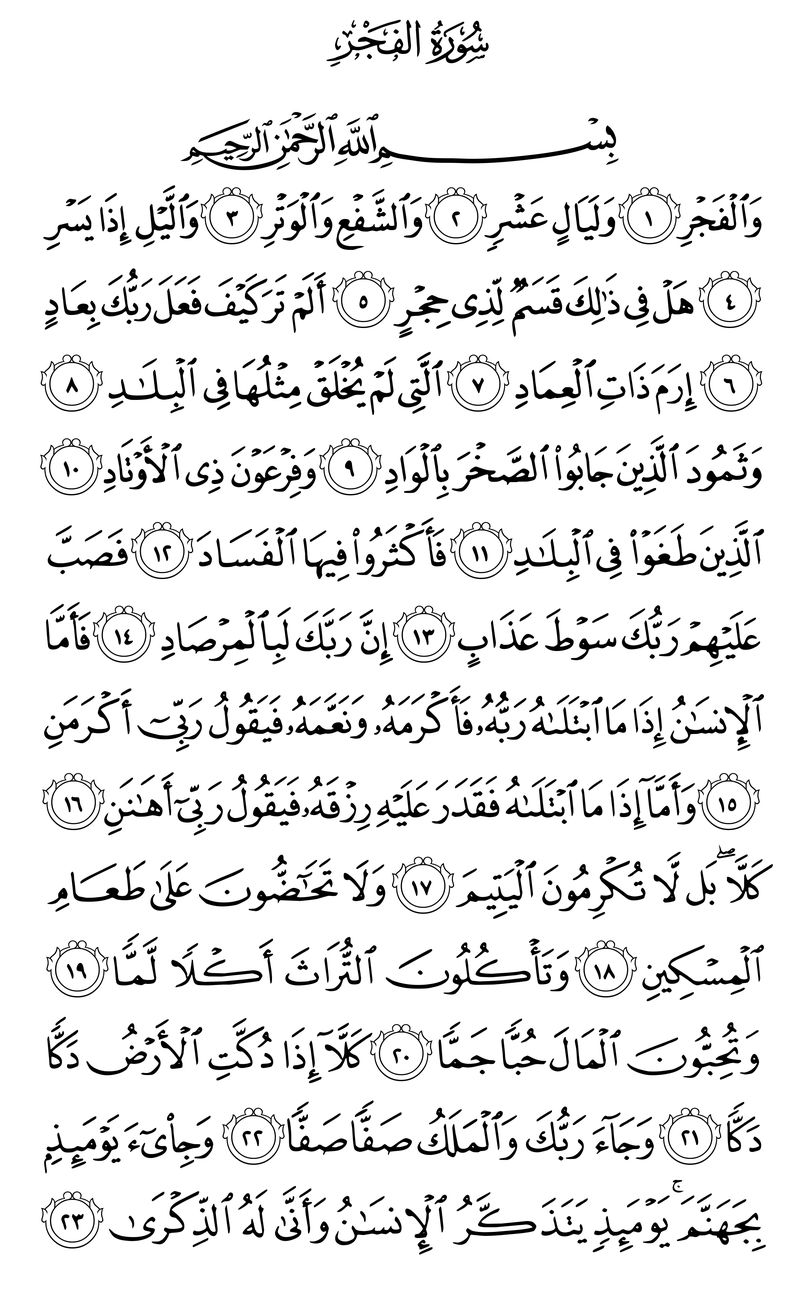 سُورَةُ الفَجْرِ
بِسْمِ اللَّهِ الرَّحْمَٰنِ الرَّحِيمِ
وَٱلْفَجْرِ ١ وَلَيَالٍ عَشْرٍ ٢ وَٱلشَّفْعِ وَٱلْوَتْرِ ٣ وَٱلَّيْلِ إِذَا يَسْرِ
٤ هَلْ فِى ذَٰلِكَ قَسَمٌ لِّذِى حِجْرٍ ٥ أَلَمْ تَرَ كَيْفَ فَعَلَ رَبُّكَ بِعَادٍ
٦ إِرَمَ ذَاتِ ٱلْعِمَادِ ٧ ٱلَّتِى لَمْ يُخْلَقْ مِثْلُهَا فِى ٱلْبِلَٰدِ ٨
وَثَمُودَ ٱلَّذِينَ جَابُوا۟ ٱلصَّخْرَ بِٱلْوَادِ ٩ وَفِرْعَوْنَ ذِى ٱلْأَوْتَادِ ١٠
ٱلَّذِينَ طَغَوْا۟ فِى ٱلْبِلَٰدِ ١١ فَأَكْثَرُوا۟ فِيهَا ٱلْفَسَادَ ١٢ فَصَبَّ
عَلَيْهِمْ رَبُّكَ سَوْطَ عَذَابٍ ١٣ إِنَّ رَبَّكَ لَبِٱلْمِرْصَادِ ١٤ فَأَمَّا
ٱلْإِنسَٰنُ إِذَا مَا ٱبْتَلَىٰهُ رَبُّهُۥ فَأَكْرَمَهُۥ وَنَعَّمَهُۥ فَيَقُولُ رَبِّىٓ أَكْرَمَنِ
١٥ وَأَمَّآ إِذَا مَا ٱبْتَلَىٰهُ فَقَدَرَ عَلَيْهِ رِزْقَهُۥ فَيَقُولُ رَبِّىٓ أَهَٰنَنِ ١٦
كَلَّا ۖ بَل لَّا تُكْرِمُونَ ٱلْيَتِيمَ ١٧ وَلَا تَحَٰٓضُّونَ عَلَىٰ طَعَامِ
ٱلْمِسْكِينِ ١٨ وَتَأْكُلُونَ ٱلتُّرَاثَ أَكْلًا لَّمًّا ١٩
وَتُحِبُّونَ ٱلْمَالَ حُبًّا جَمًّا ٢٠ كَلَّآ إِذَا دُكَّتِ ٱلْأَرْضُ دَكًّا
دَكًّا ٢١ وَجَآءَ رَبُّكَ وَٱلْمَلَكُ صَفًّا صَفًّا ٢٢ وَجِا۟ىٓءَ يَوْمَئِذٍۭ
بِجَهَنَّمَ ۚ يَوْمَئِذٍ يَتَذَكَّرُ ٱلْإِنسَٰنُ وَأَنَّىٰ لَهُ ٱلذِّكْرَىٰ ٢٣